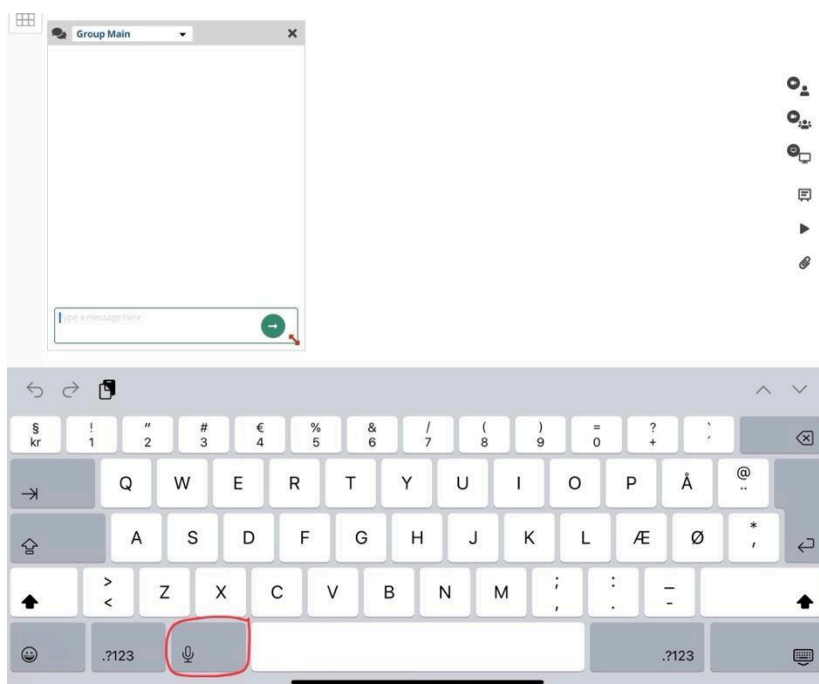 Group Main
Type a message here
§ ! " # € % & / ( ) = ? `
kr 1 2 3 4 5 6 7 8 9 0 + ´
Q W E R T Y U I O P Å @ ¨
A S D F G H J K L Æ Ø * '
> < Z X C V B N M ; , : . _ -
.?123 .?123